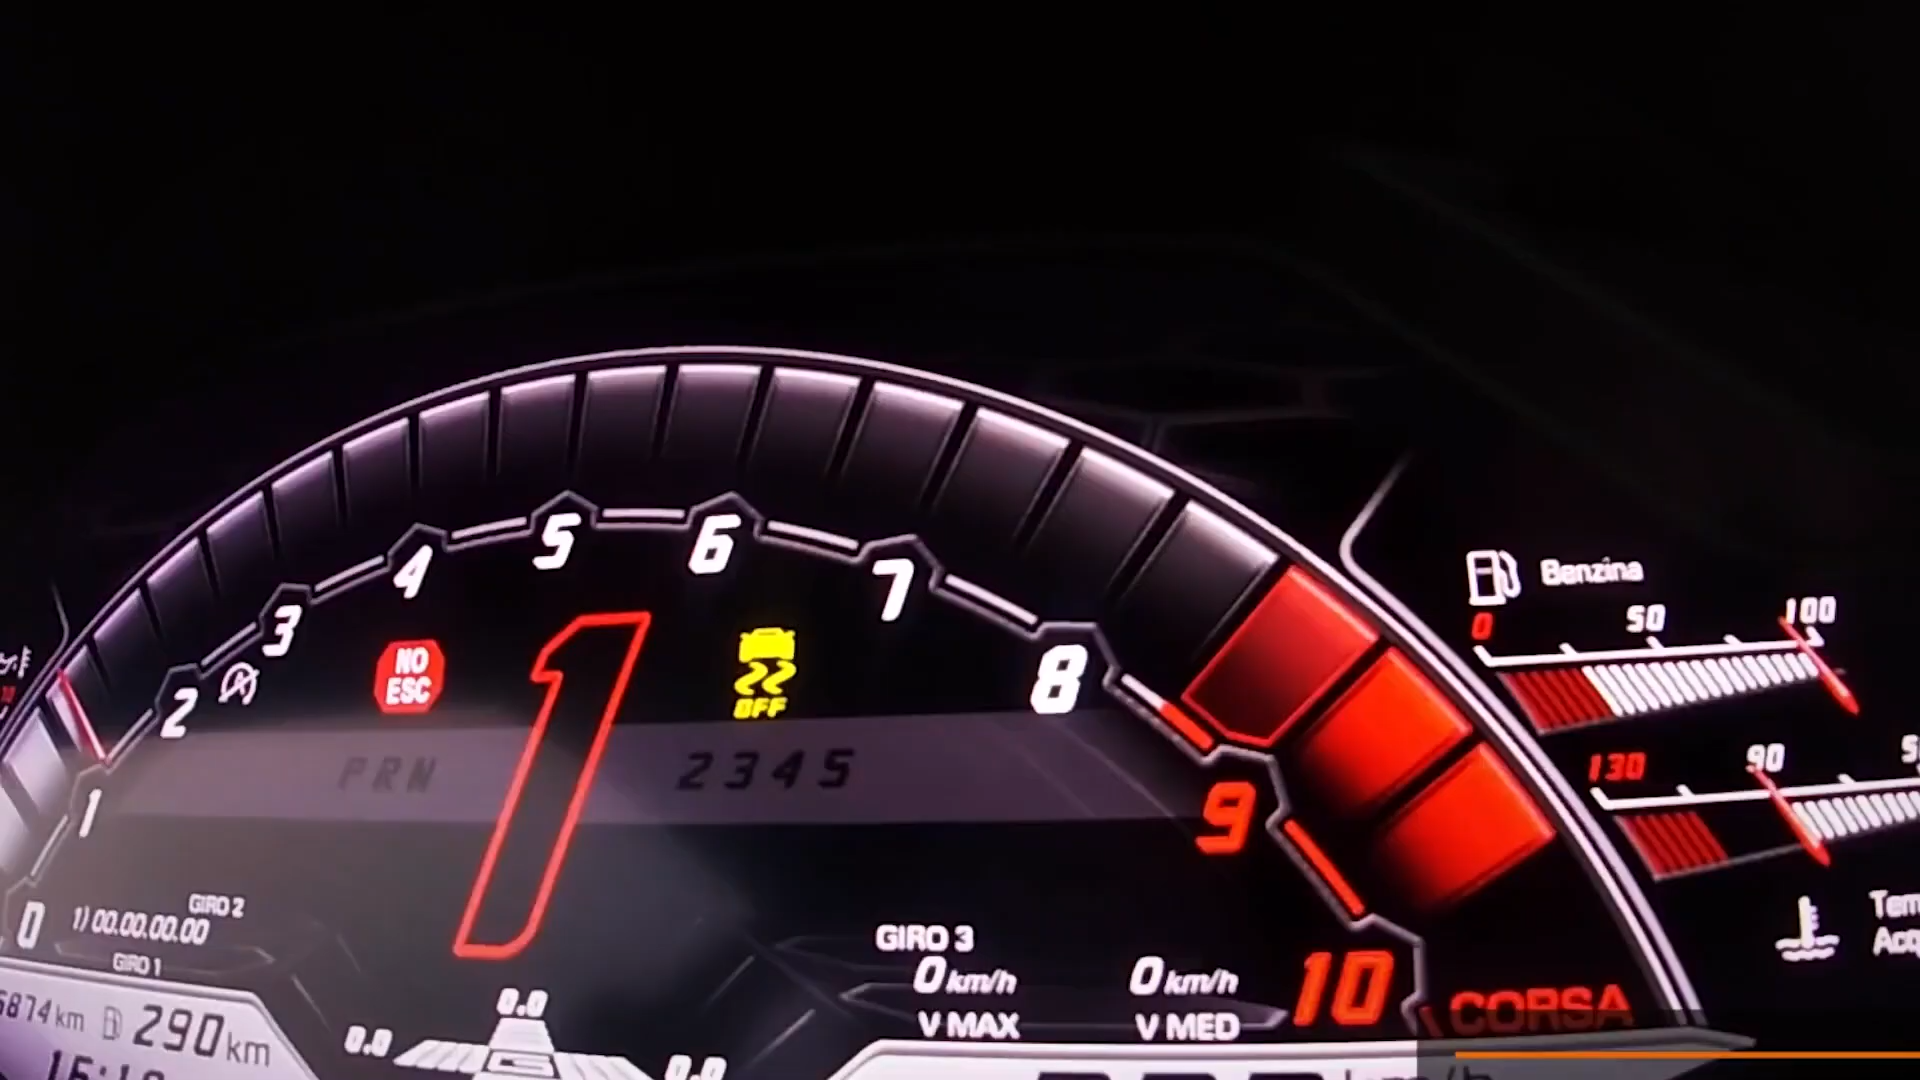 0
1
2
3
4
5
6
7
8
9
10
NO
ESC
OFF
1
P R N
2 3 4 5
Benzina
0 50 100
130 90
GIRO 2
1) 00.00.00.00
GIRO 1
GIRO 3
0 km/h 0 km/h
V MAX V MED
CORSA
290 km
0.0
0.0 0.0
km/h